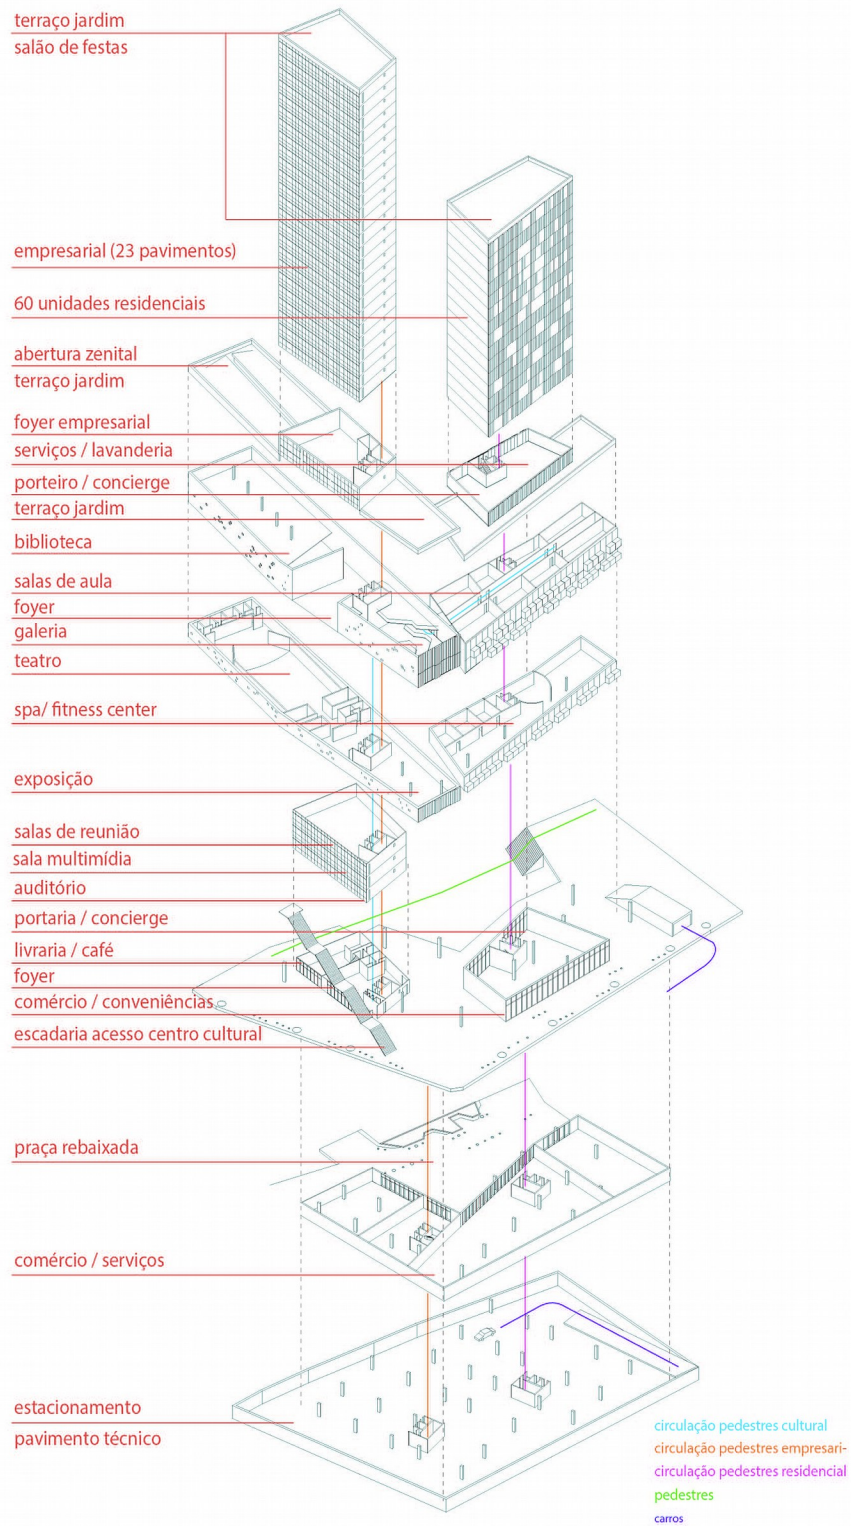 terraço jardim
salão de festas
empresarial (23 pavimentos)
60 unidades residenciais
abertura zenital
terraço jardim
foyer empresarial
serviços / lavanderia
porteiro / concierge
terraço jardim
biblioteca
salas de aula
foyer
galeria
teatro
spa/ fitness center
exposição
salas de reunião
sala multimídia
auditório
portaria / concierge
livraria / café
foyer
comércio / conveniências
escadaria acesso centro cultural
praça rebaixada
comércio / serviços
estacionamento
pavimento técnico
circulação pedestres cultural
circulação pedestres empresari-
circulação pedestres residencial
pedestres
carros